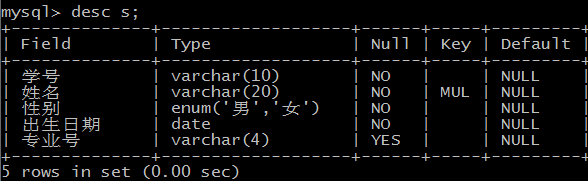 mysql> desc s;
+--------------+-------------------+------+-----+---------+
| Field | Type | Null | Key | Default |
+--------------+-------------------+------+-----+---------+
| 学号 | varchar(10) | NO | | NULL |
| 姓名 | varchar(20) | NO | MUL | NULL |
| 性别 | enum('男','女') | NO | | NULL |
| 出生日期 | date | NO | | NULL |
| 专业号 | varchar(4) | YES | | NULL |
+--------------+-------------------+------+-----+---------+
5 rows in set (0.00 sec)